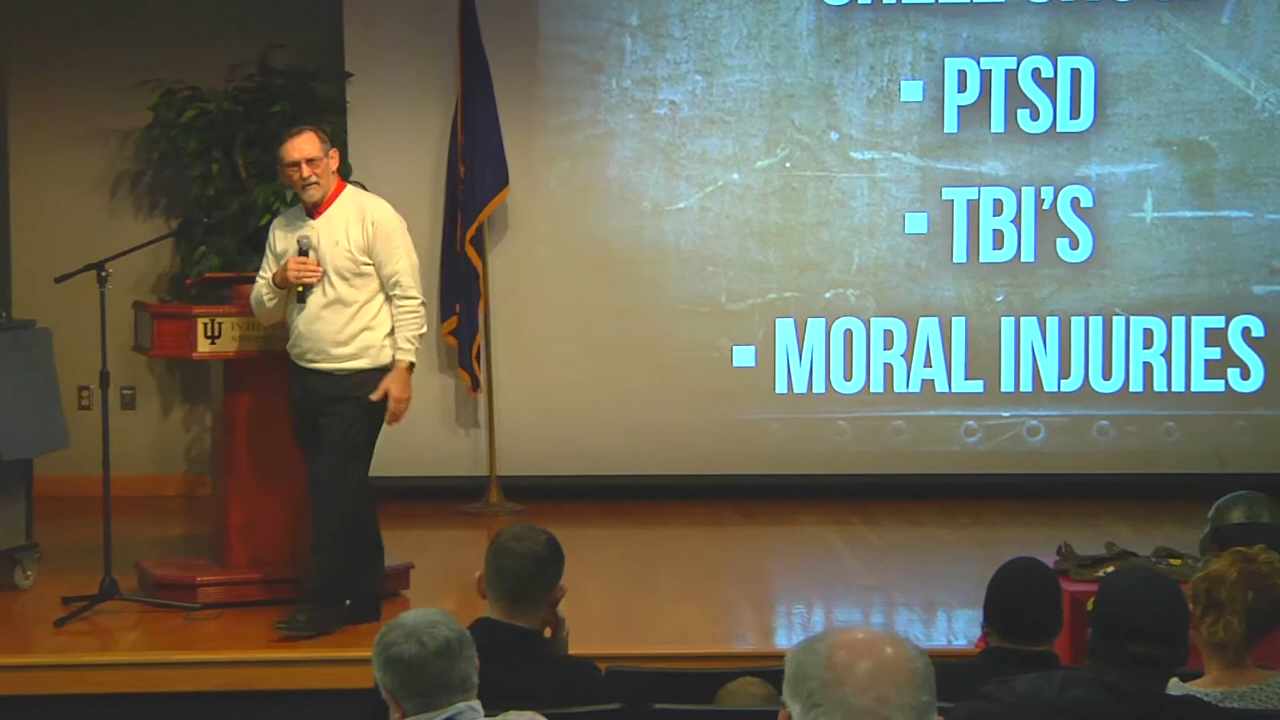 ▪ PTSD
▪ TBI'S
▪ MORAL INJURIES